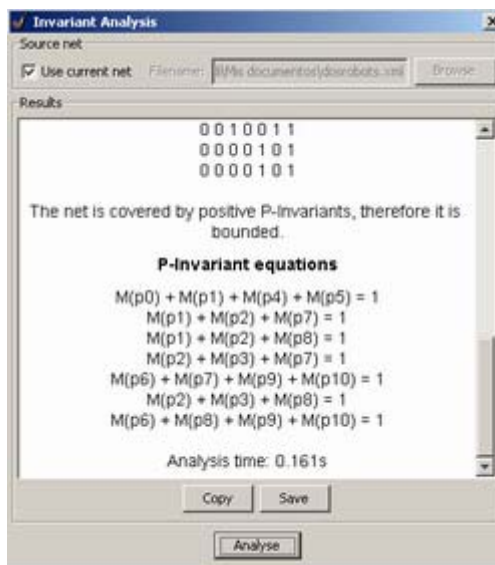 Invariant Analysis
Source net
Use current net Filename: documentos\dosrobots.xml Browse
Results
0 0 1 0 0 1 1
0 0 0 0 1 0 1
0 0 0 0 1 0 1
The net is covered by positive P-Invariants, therefore it is
bounded.
P-Invariant equations
M(p0) + M(p1) + M(p4) + M(p5) = 1
M(p1) + M(p2) + M(p7) = 1
M(p1) + M(p2) + M(p8) = 1
M(p2) + M(p3) + M(p7) = 1
M(p6) + M(p7) + M(p9) + M(p10) = 1
M(p2) + M(p3) + M(p8) = 1
M(p6) + M(p8) + M(p9) + M(p10) = 1
Analysis time: 0.161s
Copy Save
Analyse